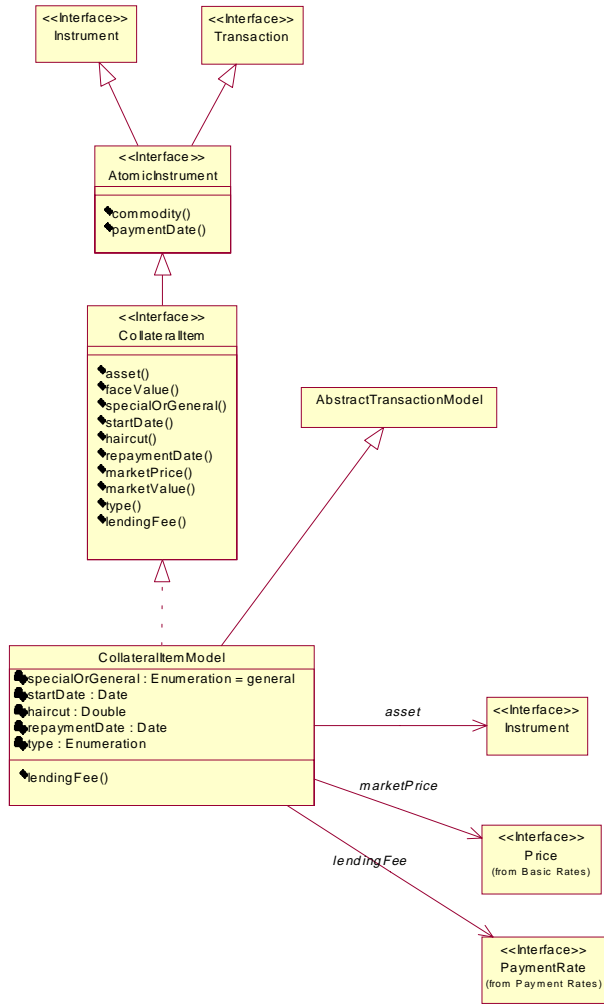 <<Interface>>
Instrument
<<Interface>>
Transaction
<<Interface>>
AtomicInstrument
commodity()
paymentDate()
<<Interface>>
CollateralItem
asset()
faceValue()
specialOrGeneral()
startDate()
haircut()
repaymentDate()
marketPrice()
marketValue()
type()
lendingFee()
AbstractTransactionModel
CollateralItemModel
specialOrGeneral : Enumeration = general
startDate : Date
haircut : Double
repaymentDate : Date
type : Enumeration
lendingFee()
asset
<<Interface>>
Instrument
marketPrice
<<Interface>>
Price
(from Basic Rates)
lendingFee
<<Interface>>
PaymentRate
(from Payment Rates)